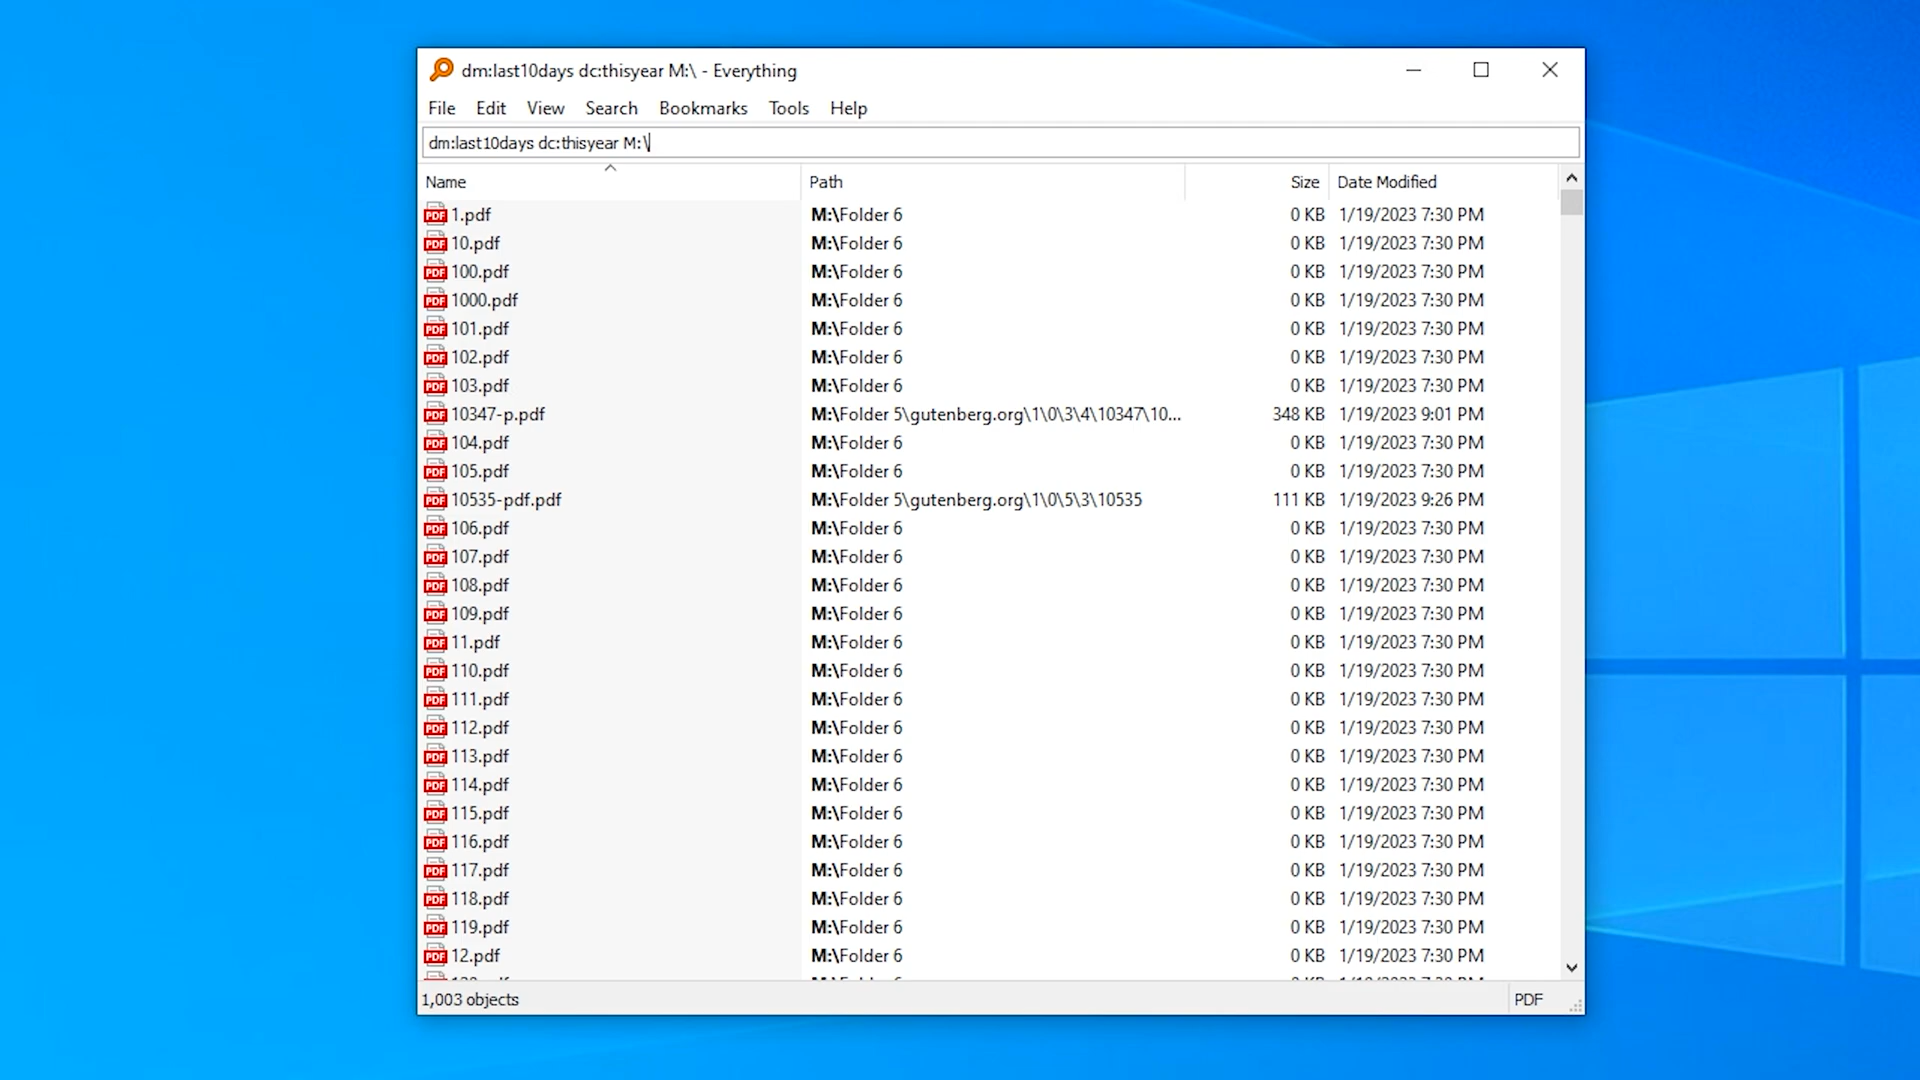 dm:last10days dc:thisyear M:\ - Everything
File Edit View Search Bookmarks Tools Help
dm:last10days dc:thisyear M:\
Name Path Size Date Modified
1.pdf M:\Folder 6 0 KB 1/19/2023 7:30 PM
10.pdf M:\Folder 6 0 KB 1/19/2023 7:30 PM
100.pdf M:\Folder 6 0 KB 1/19/2023 7:30 PM
1000.pdf M:\Folder 6 0 KB 1/19/2023 7:30 PM
101.pdf M:\Folder 6 0 KB 1/19/2023 7:30 PM
102.pdf M:\Folder 6 0 KB 1/19/2023 7:30 PM
103.pdf M:\Folder 6 0 KB 1/19/2023 7:30 PM
10347-p.pdf M:\Folder 5\gutenberg.org\1\0\3\4\10347\10... 348 KB 1/19/2023 9:01 PM
104.pdf M:\Folder 6 0 KB 1/19/2023 7:30 PM
105.pdf M:\Folder 6 0 KB 1/19/2023 7:30 PM
10535-pdf.pdf M:\Folder 5\gutenberg.org\1\0\5\3\10535 111 KB 1/19/2023 9:26 PM
106.pdf M:\Folder 6 0 KB 1/19/2023 7:30 PM
107.pdf M:\Folder 6 0 KB 1/19/2023 7:30 PM
108.pdf M:\Folder 6 0 KB 1/19/2023 7:30 PM
109.pdf M:\Folder 6 0 KB 1/19/2023 7:30 PM
11.pdf M:\Folder 6 0 KB 1/19/2023 7:30 PM
110.pdf M:\Folder 6 0 KB 1/19/2023 7:30 PM
111.pdf M:\Folder 6 0 KB 1/19/2023 7:30 PM
112.pdf M:\Folder 6 0 KB 1/19/2023 7:30 PM
113.pdf M:\Folder 6 0 KB 1/19/2023 7:30 PM
114.pdf M:\Folder 6 0 KB 1/19/2023 7:30 PM
115.pdf M:\Folder 6 0 KB 1/19/2023 7:30 PM
116.pdf M:\Folder 6 0 KB 1/19/2023 7:30 PM
117.pdf M:\Folder 6 0 KB 1/19/2023 7:30 PM
118.pdf M:\Folder 6 0 KB 1/19/2023 7:30 PM
119.pdf M:\Folder 6 0 KB 1/19/2023 7:30 PM
12.pdf M:\Folder 6 0 KB 1/19/2023 7:30 PM
1,003 objects PDF